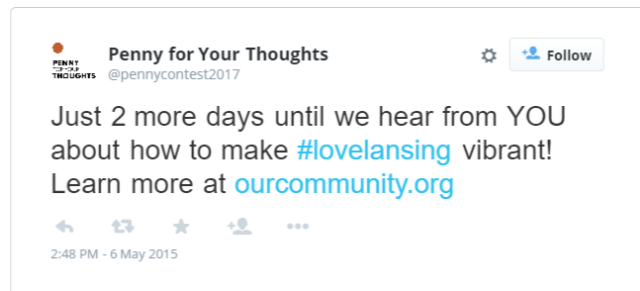 PENNY
THOUGHTS
Penny for Your Thoughts
@pennycontest2017
Follow
Just 2 more days until we hear from YOU
about how to make #lovelansing vibrant!
Learn more at ourcommunity.org
2:48 PM - 6 May 2015